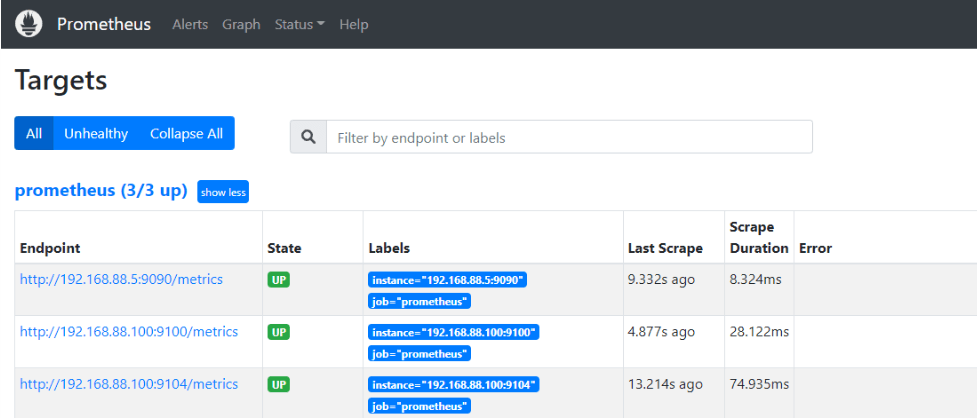 Prometheus Alerts Graph Status Help
Targets
All Unhealthy Collapse All
Filter by endpoint or labels
prometheus (3/3 up) show less
Endpoint State Labels Last Scrape Scrape Duration Error
http://192.168.88.5:9090/metrics UP instance="192.168.88.5:9090" 9.332s ago 8.324ms
job="prometheus"
http://192.168.88.100:9100/metrics UP instance="192.168.88.100:9100" 4.877s ago 28.122ms
job="prometheus"
http://192.168.88.100:9104/metrics UP instance="192.168.88.100:9104" 13.214s ago 74.935ms
job="prometheus"